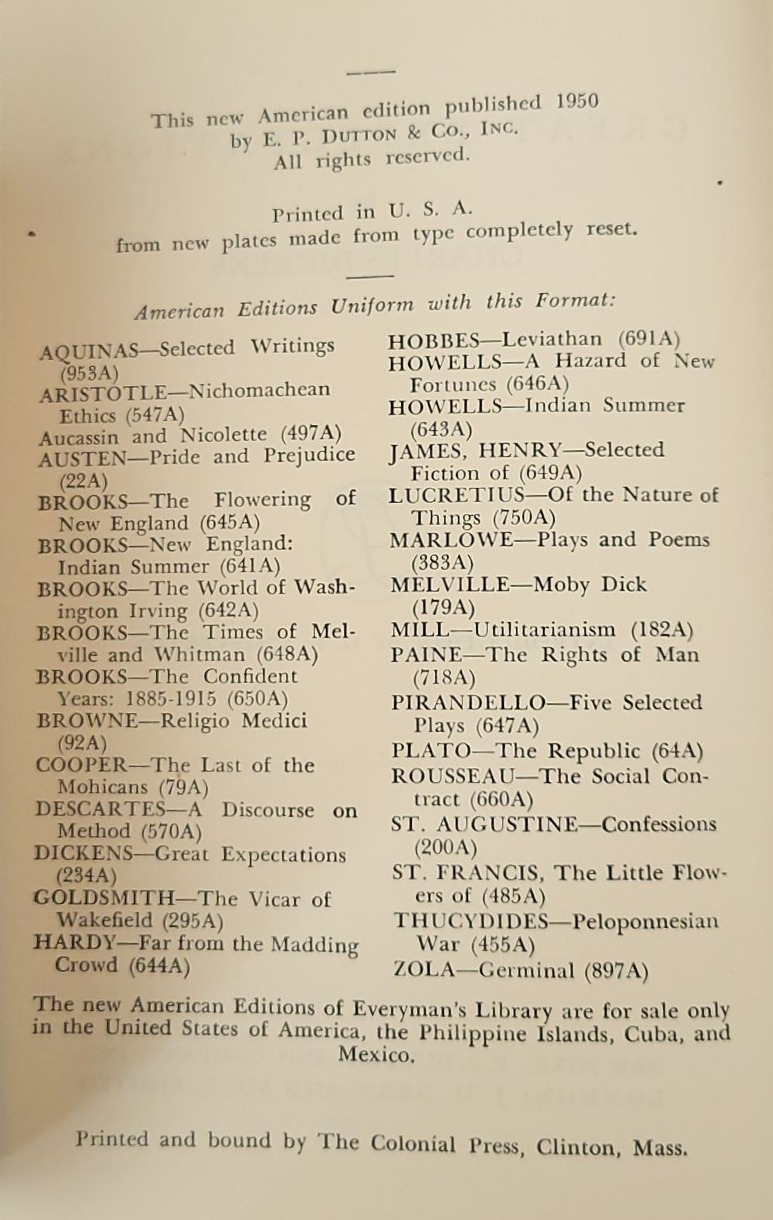 This new American edition published 1950
by E. P. DUTTON & CO., INC.
All rights reserved.
Printed in U. S. A.
from new plates made from type completely reset.
American Editions Uniform with this Format:
AQUINAS—Selected Writings
(953A)
ARISTOTLE—Nichomachean
Ethics (547A)
Aucassin and Nicolette (497A)
AUSTEN—Pride and Prejudice
(22A)
BROOKS—The Flowering of
New England (645A)
BROOKS—New England:
Indian Summer (641A)
BROOKS—The World of Wash-
ington Irving (642A)
BROOKS—The Times of Mel-
ville and Whitman (648A)
BROOKS—The Confident
Years: 1885-1915 (650A)
BROWNE—Religio Medici
(92A)
COOPER—The Last of the
Mohicans (79A)
DESCARTES—A Discourse on
Method (570A)
DICKENS—Great Expectations
(234A)
GOLDSMITH—The Vicar of
Wakefield (295A)
HARDY—Far from the Madding
Crowd (644A)
HOBBES—Leviathan (691A)
HOWELLS—A Hazard of New
Fortunes (646A)
HOWELLS—Indian Summer
(643A)
JAMES, HENRY—Selected
Fiction of (649A)
LUCRETIUS—Of the Nature of
Things (750A)
MARLOWE—Plays and Poems
(383A)
MELVILLE—Moby Dick
(179A)
MILL—Utilitarianism (182A)
PAINE—The Rights of Man
(718A)
PIRANDELLO—Five Selected
Plays (647A)
PLATO—The Republic (64A)
ROUSSEAU—The Social Con-
tract (660A)
ST. AUGUSTINE—Confessions
(200A)
ST. FRANCIS, The Little Flow-
ers of (485A)
THUCYDIDES—Peloponnesian
War (455A)
ZOLA—Germinal (897A)
The new American Editions of Everyman's Library are for sale only
in the United States of America, the Philippine Islands, Cuba, and
Mexico.
Printed and bound by The Colonial Press, Clinton, Mass.